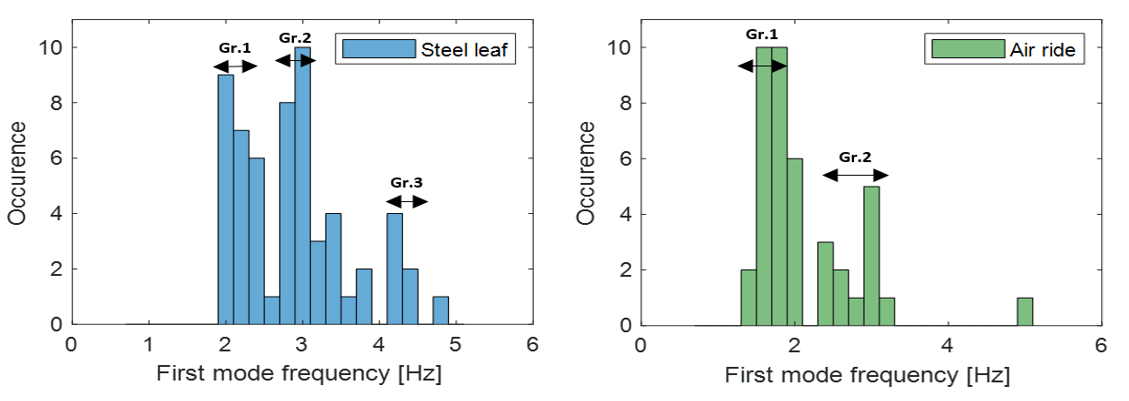 Gr.1
Gr.2
Gr.3
Steel leaf
10
8
6
4
2
0
Occurence
0 1 2 3 4 5 6
First mode frequency [Hz]
Gr.1
Gr.2
Air ride
10
8
6
4
2
0
Occurence
0 2 4 6
First mode frequency [Hz]